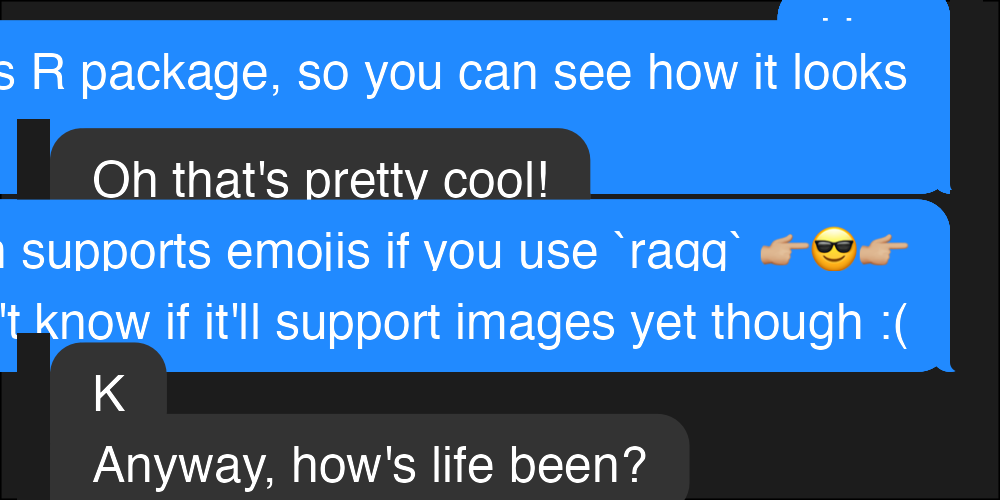 s R package, so you can see how it looks
Oh that's pretty cool!
supports emojis if you use `ragg` 🫱🏼😎🫱🏼
't know if it'll support images yet though :(
K
Anyway, how's life been?